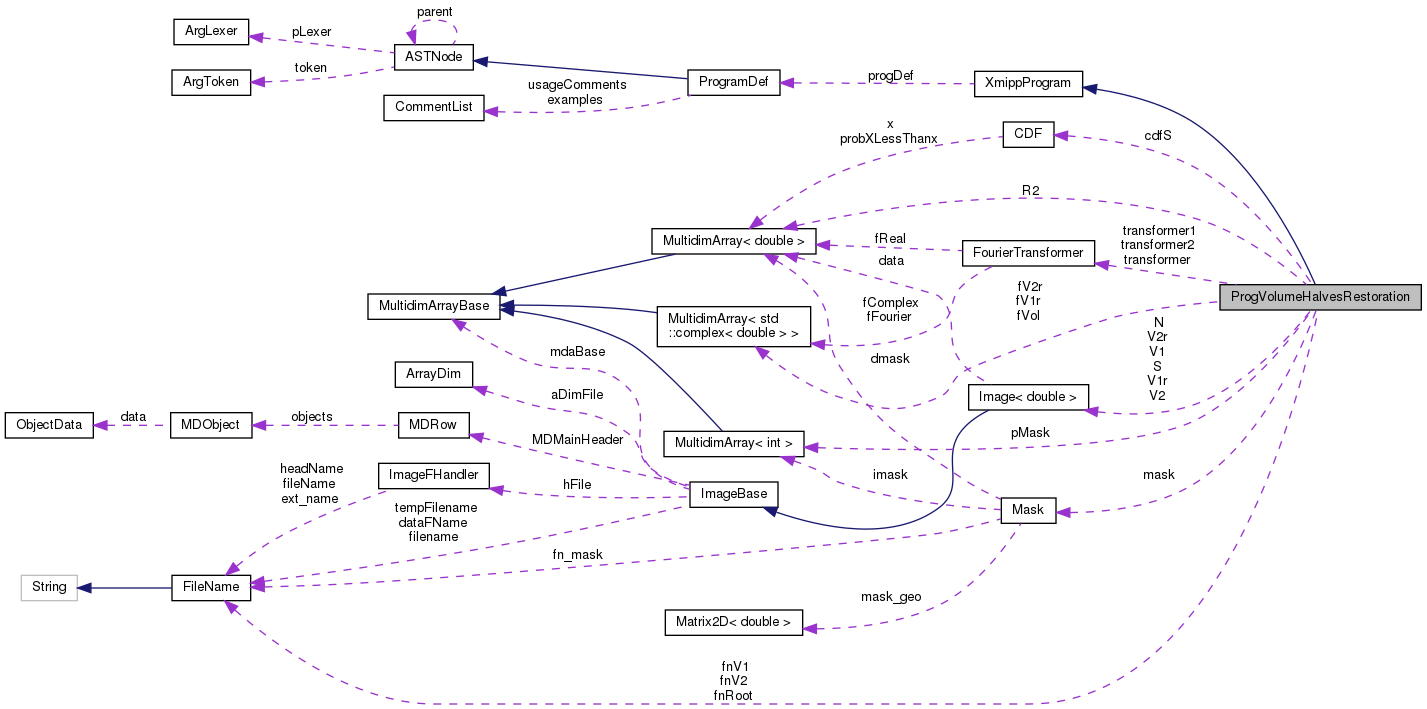 parent
ArgLexer
pLexer
ASTNode
token
ArgToken
ProgramDef
progDef
XmippProgram
usageComments
examples
CommentList
x
probXLessThanx
CDF
cdfS
R2
MultidimArray< double >
fReal
data
FourierTransformer
transformer1
transformer2
transformer
ProgVolumeHalvesRestoration
MultidimArrayBase
MultidimArray< std
::complex< double > >
fComplex
fFourier
fV2r
fV1r
fVol
N
V2r
V1
S
V1r
V2
mdaBase
dmask
ArrayDim
aDimFile
Image< double >
ObjectData
data
MDObject
objects
MDRow
MDMainHeader
MultidimArray< int >
pMask
headName
fileName
ext_name
ImageFHandler
hFile
ImageBase
imask
mask
Mask
tempFilename
dataFName
filename
fn_mask
String
FileName
mask_geo
Matrix2D< double >
fnV1
fnV2
fnRoot